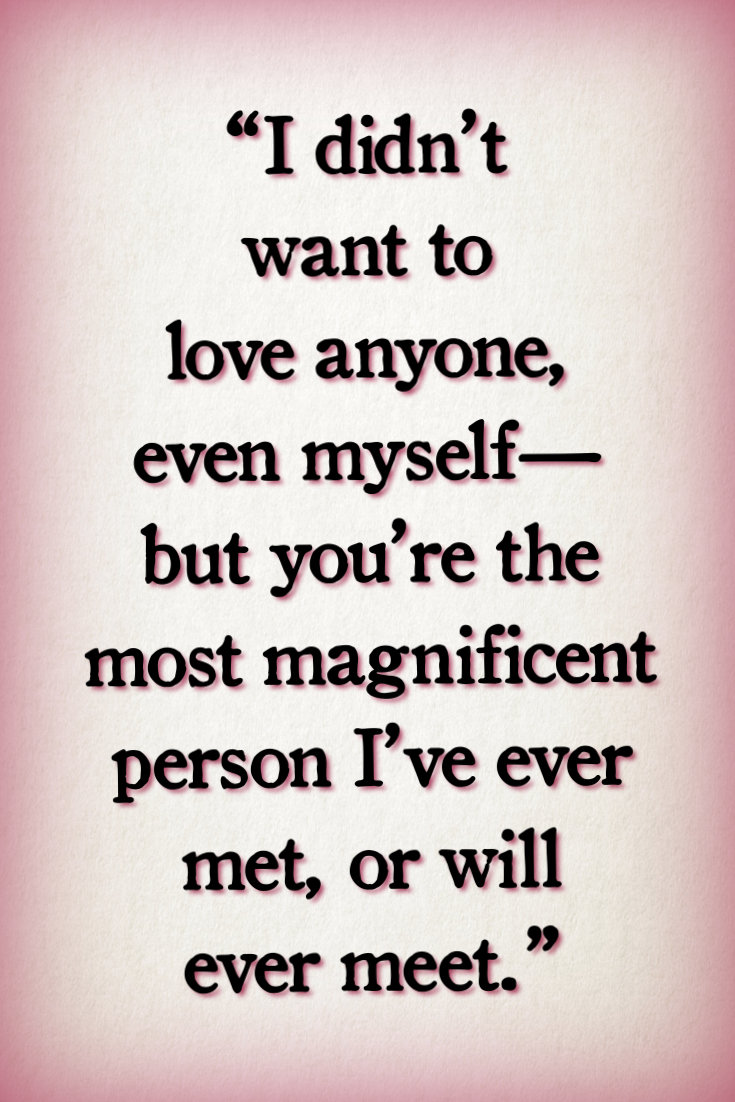 “I didn’t
want to
love anyone,
even myself—
but you’re the
most magnificent
person I’ve ever
met, or will
ever meet.”